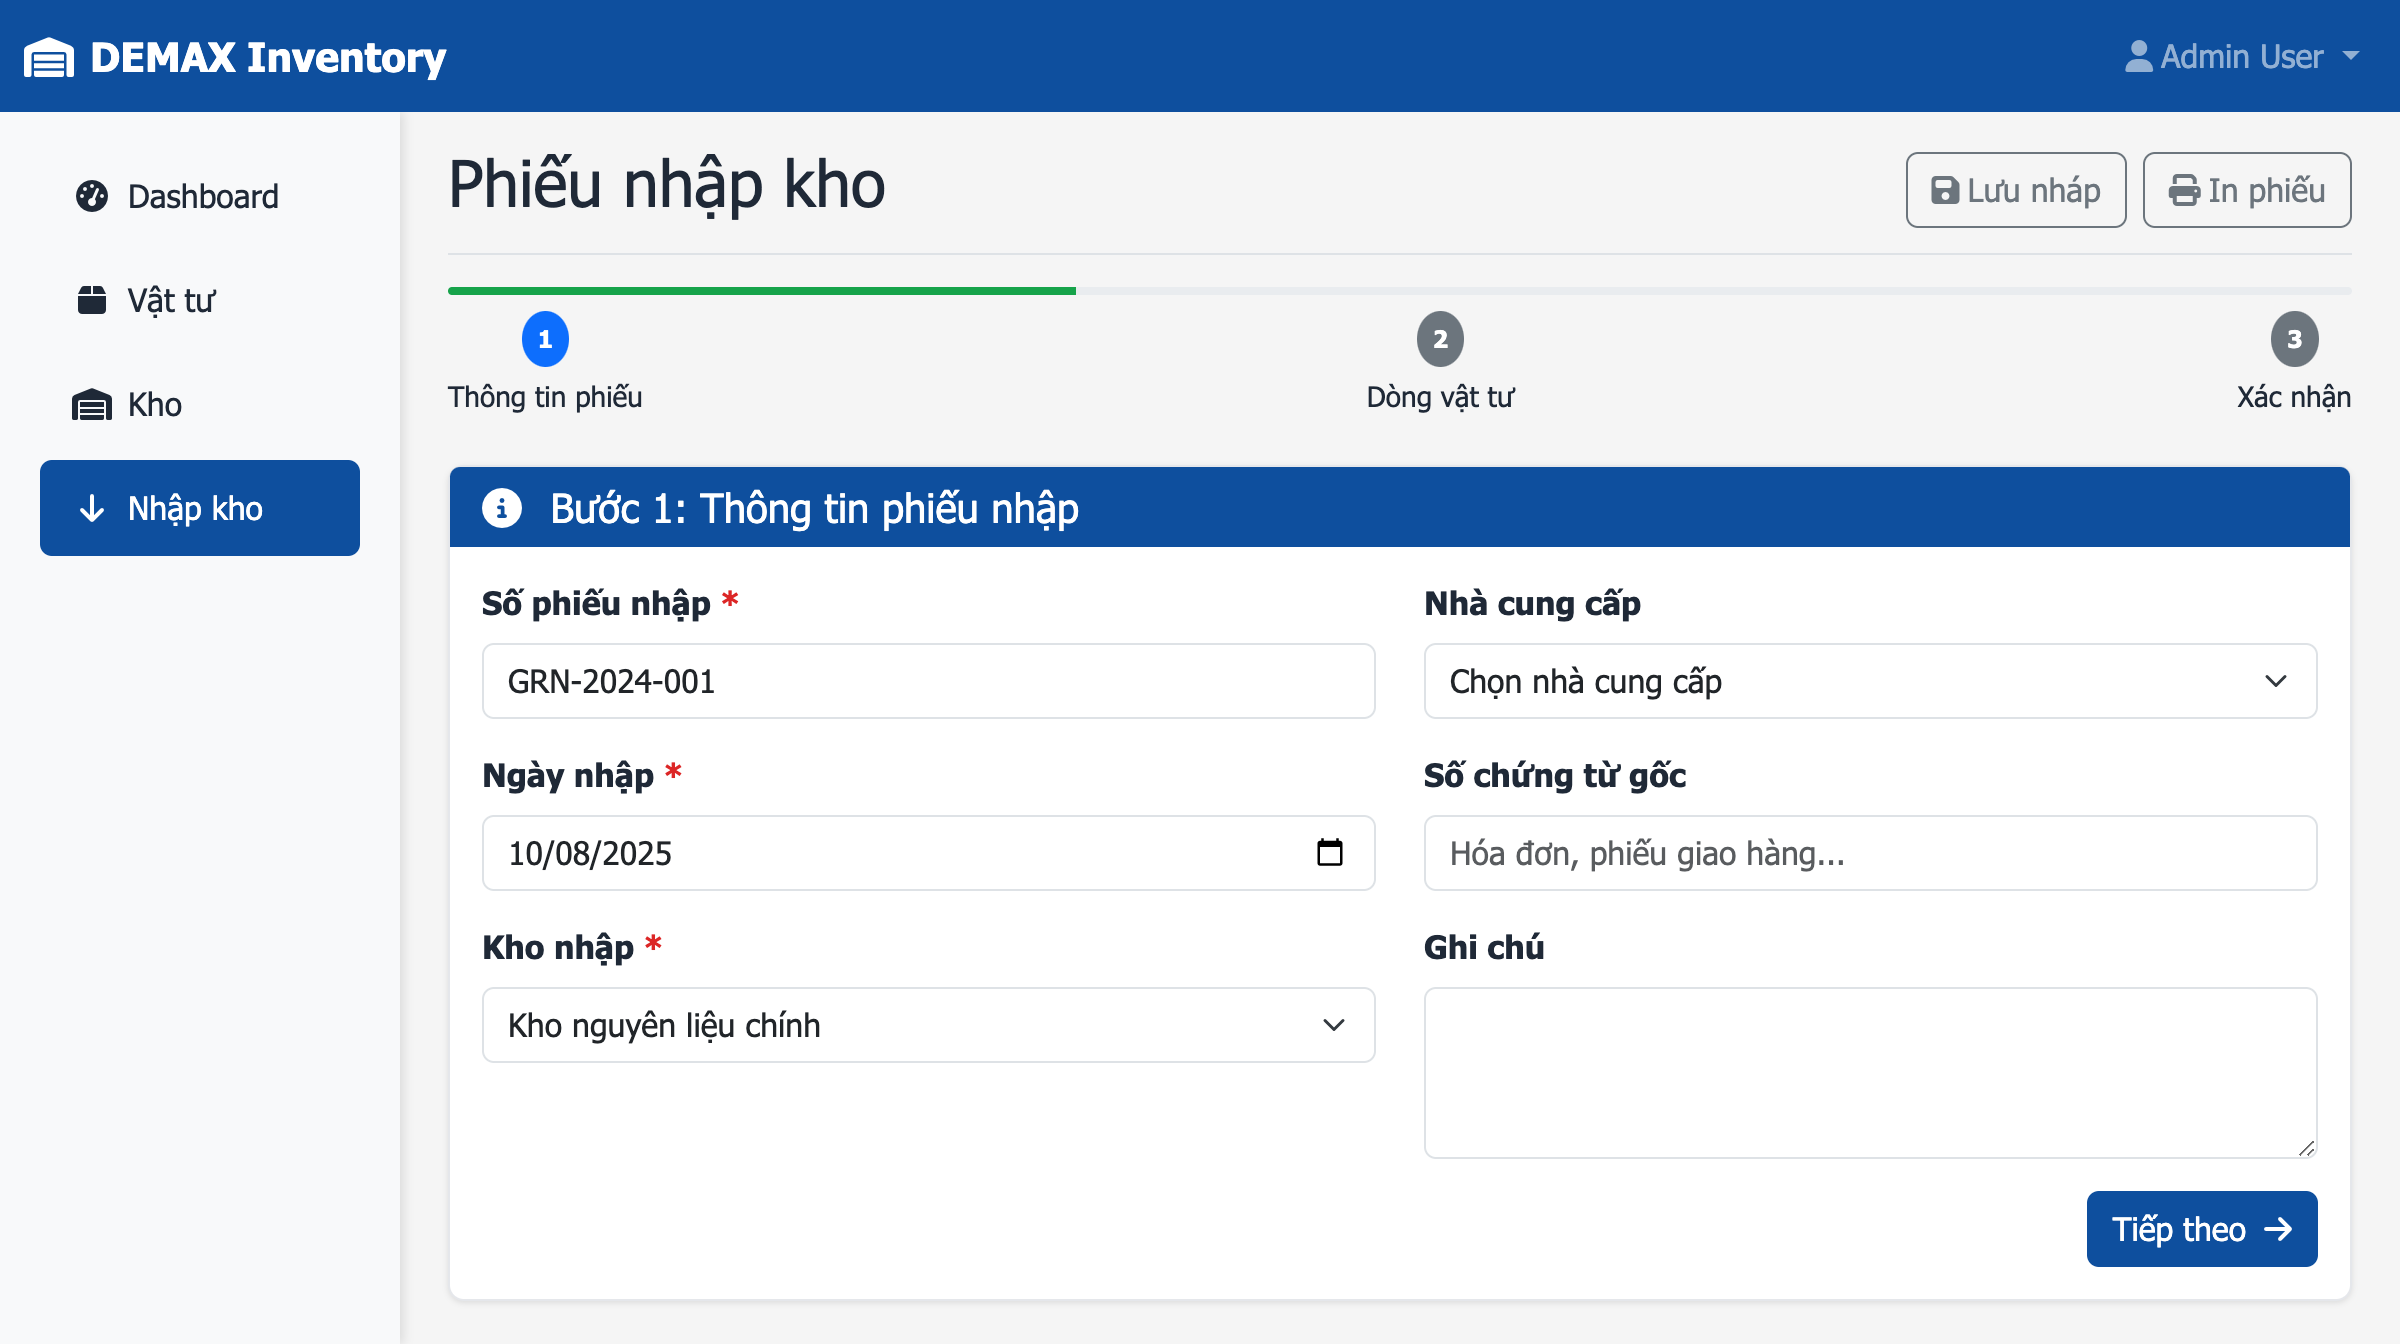 DEMAX Inventory
Admin User
Dashboard
Vật tư
Kho
Nhập kho
Phiếu nhập kho
Lưu nháp
In phiếu
1
Thông tin phiếu
2
Dòng vật tư
3
Xác nhận
Bước 1: Thông tin phiếu nhập
Số phiếu nhập *
GRN-2024-001
Nhà cung cấp
Chọn nhà cung cấp
Ngày nhập *
10/08/2025
Số chứng từ gốc
Hóa đơn, phiếu giao hàng...
Kho nhập *
Kho nguyên liệu chính
Ghi chú
Tiếp theo